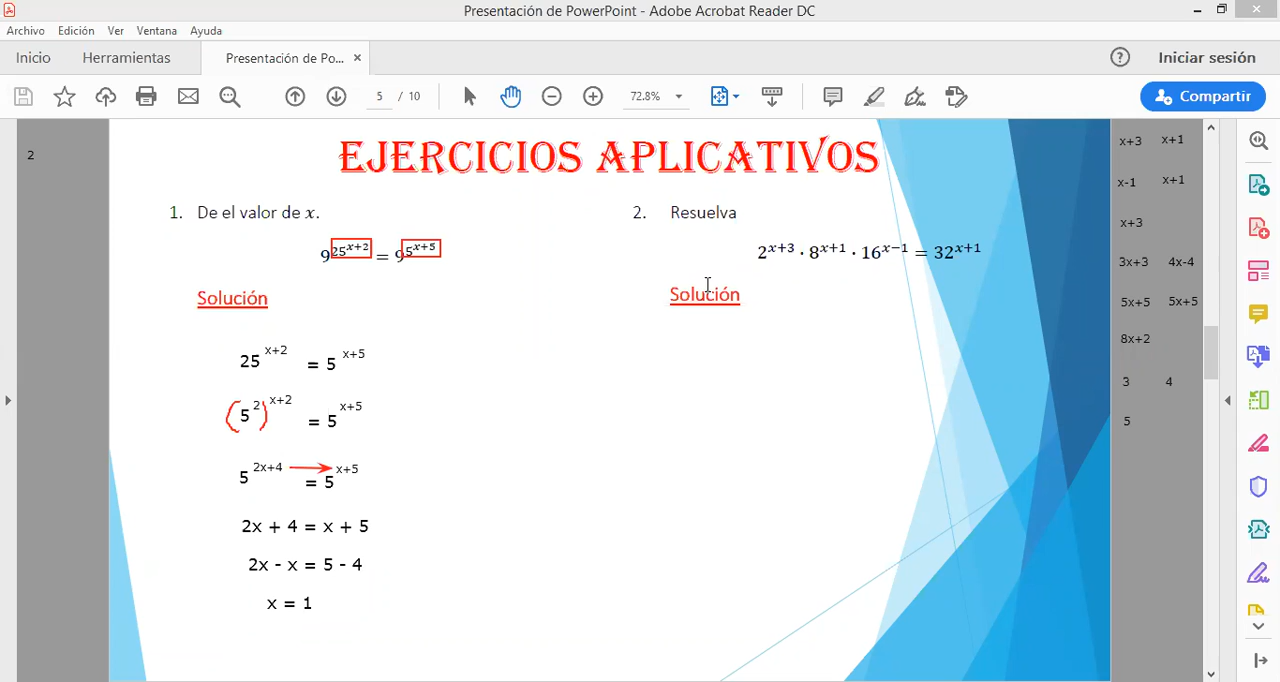 Presentación de PowerPoint - Adobe Acrobat Reader DC
Archivo Edición Ver Ventana Ayuda
Inicio Herramientas Presentación de Po... × Iniciar sesión
5 / 10 72.8% Compartir
2
EJERCICIOS APLICATIVOS
1. De el valor de x.
9^25^x+2 = 9^5^x+5
Solución
25^x+2 = 5^x+5
(5^2)^x+2 = 5^x+5
5^2x+4 = 5^x+5
2x + 4 = x + 5
2x - x = 5 - 4
x = 1
2. Resuelva
2^x+3 · 8^x+1 · 16^x−1 = 32^x+1
Solución
x+3 x+1
x-1 x+1
x+3
3x+3 4x-4
5x+5 5x+5
8x+2
3 4
5